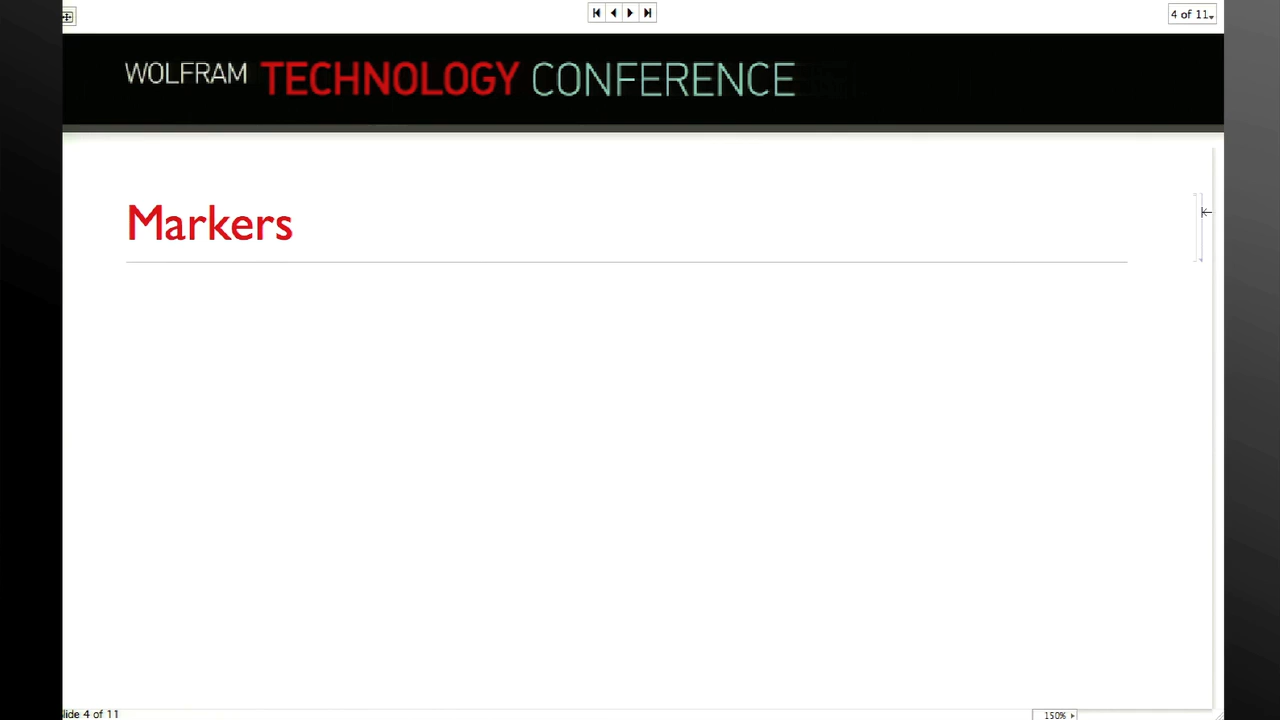 4 of 11
WOLFRAM TECHNOLOGY CONFERENCE
Markers
lide 4 of 11
150%